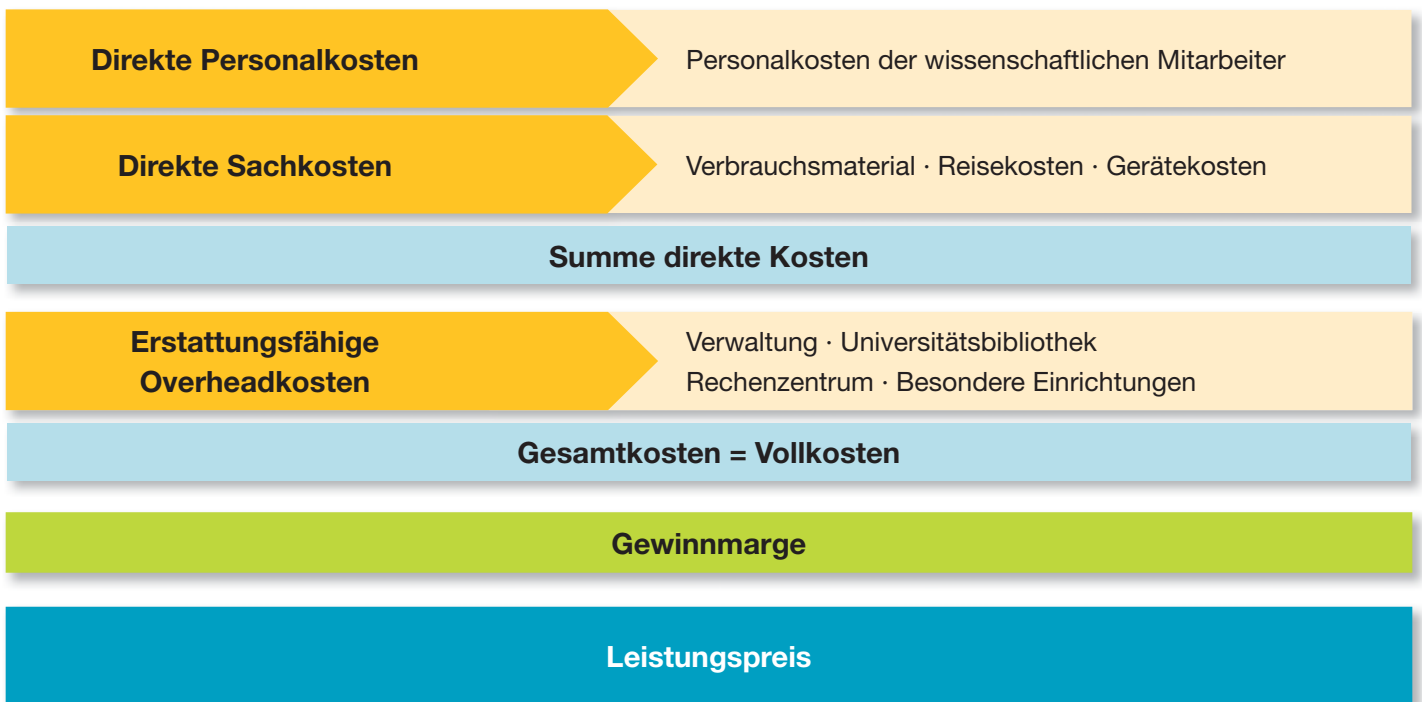 Direkte Personalkosten
Personalkosten der wissenschaftlichen Mitarbeiter
Direkte Sachkosten
Verbrauchsmaterial · Reisekosten · Gerätekosten
Summe direkte Kosten
Erstattungsfähige
Overheadkosten
Verwaltung · Universitätsbibliothek
Rechenzentrum · Besondere Einrichtungen
Gesamtkosten = Vollkosten
Gewinnmarge
Leistungspreis